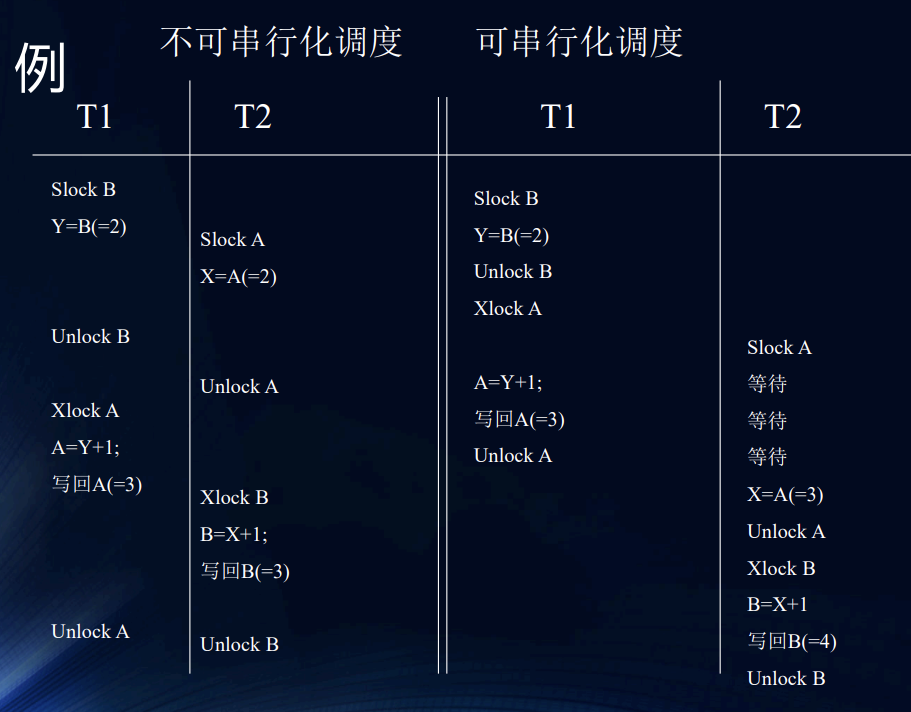 例
不可串行化调度
可串行化调度
T1
T2
T1
T2
Slock B
Y=B(=2)
Unlock B
Xlock A
A=Y+1;
写回A(=3)
Unlock A
Slock A
X=A(=2)
Unlock A
Xlock B
B=X+1;
写回B(=3)
Unlock B
Slock B
Y=B(=2)
Unlock B
Xlock A
A=Y+1;
写回A(=3)
Unlock A
Slock A
等待
等待
等待
X=A(=3)
Unlock A
Xlock B
B=X+1
写回B(=4)
Unlock B